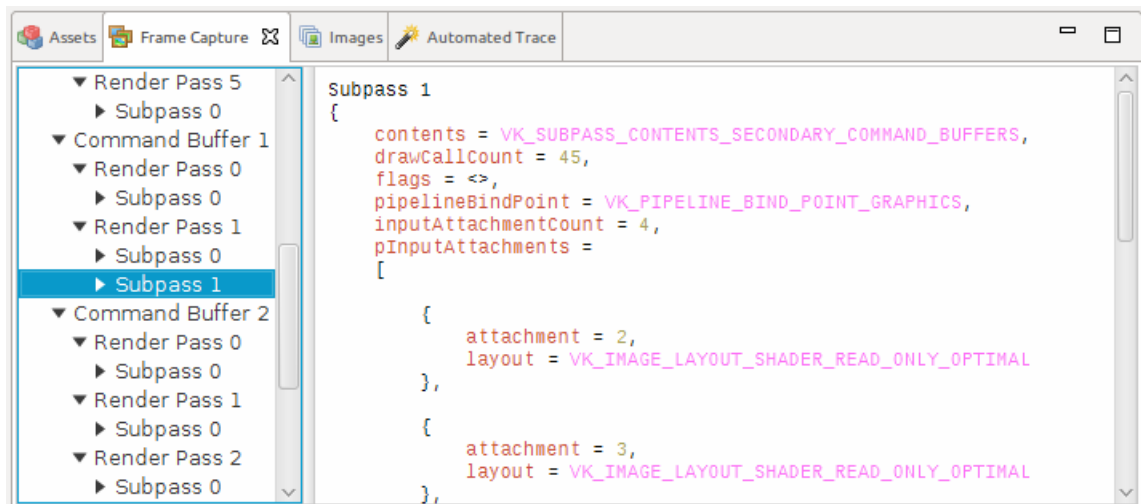 Assets
Frame Capture
Images
Automated Trace
Render Pass 5
Subpass 0
Command Buffer 1
Render Pass 0
Subpass 0
Render Pass 1
Subpass 0
Subpass 1
Command Buffer 2
Render Pass 0
Subpass 0
Render Pass 1
Subpass 0
Render Pass 2
Subpass 0
Subpass 1
{
contents = VK_SUBPASS_CONTENTS_SECONDARY_COMMAND_BUFFERS,
drawCallCount = 45,
flags = <>,
pipelineBindPoint = VK_PIPELINE_BIND_POINT_GRAPHICS,
inputAttachmentCount = 4,
pInputAttachments =
[
{
attachment = 2,
layout = VK_IMAGE_LAYOUT_SHADER_READ_ONLY_OPTIMAL
},
{
attachment = 3,
layout = VK_IMAGE_LAYOUT_SHADER_READ_ONLY_OPTIMAL
},